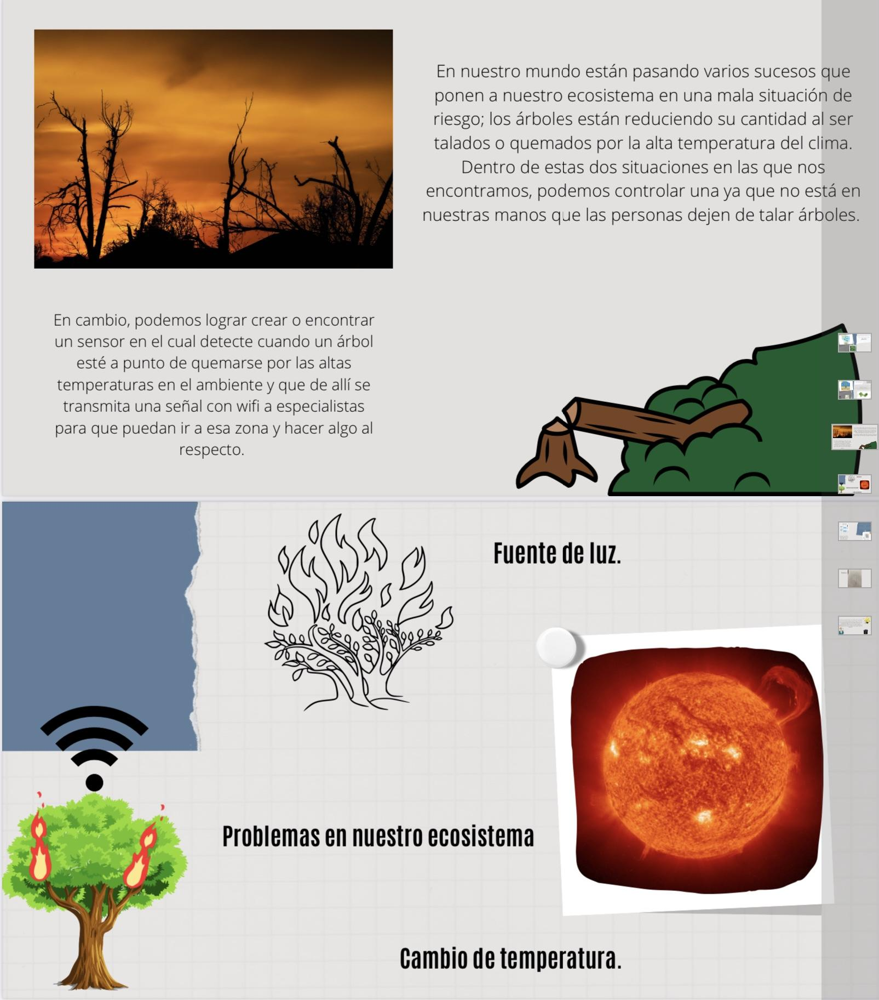 En nuestro mundo están pasando varios sucesos que
ponen a nuestro ecosistema en una mala situación de
riesgo; los árboles están reduciendo su cantidad al ser
talados o quemados por la alta temperatura del clima.
Dentro de estas dos situaciones en las que nos
encontramos, podemos controlar una ya que no está en
nuestras manos que las personas dejen de talar árboles.
En cambio, podemos lograr crear o encontrar
un sensor en el cual detecte cuando un árbol
esté a punto de quemarse por las altas
temperaturas en el ambiente y que de allí se
transmita una señal con wifi a especialistas
para que puedan ir a esa zona y hacer algo al
respecto.
Fuente de luz.
Problemas en nuestro ecosistema
Cambio de temperatura.